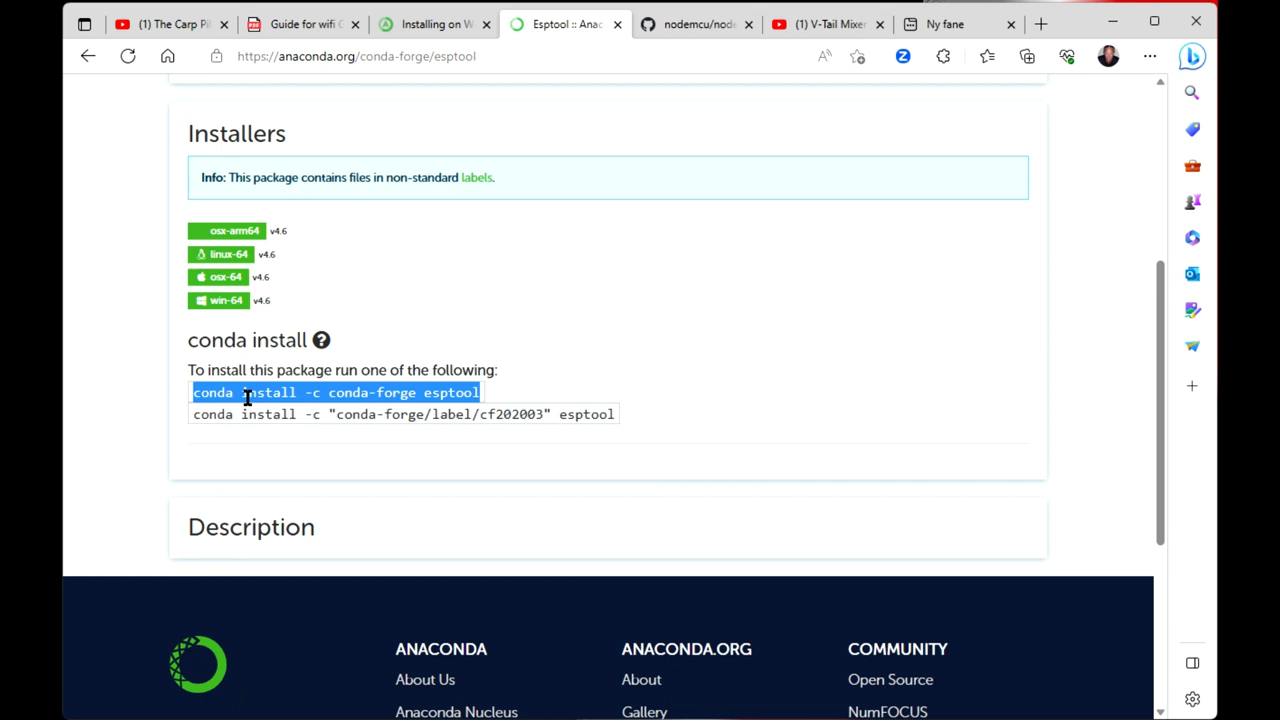 (1) The Carp Pi
Guide for wifi C
Installing on W
Esptool :: Anac
nodemcu/node
(1) V-Tail Mixer
Ny fane
https://anaconda.org/conda-forge/esptool
Installers
Info: This package contains files in non-standard labels.
osx-arm64 v4.6
linux-64 v4.6
osx-64 v4.6
win-64 v4.6
conda install
To install this package run one of the following:
conda install -c conda-forge esptool
conda install -c "conda-forge/label/cf202003" esptool
Description
ANACONDA
ANACONDA.ORG
COMMUNITY
About Us
About
Open Source
Anaconda Nucleus
Gallery
NumFOCUS